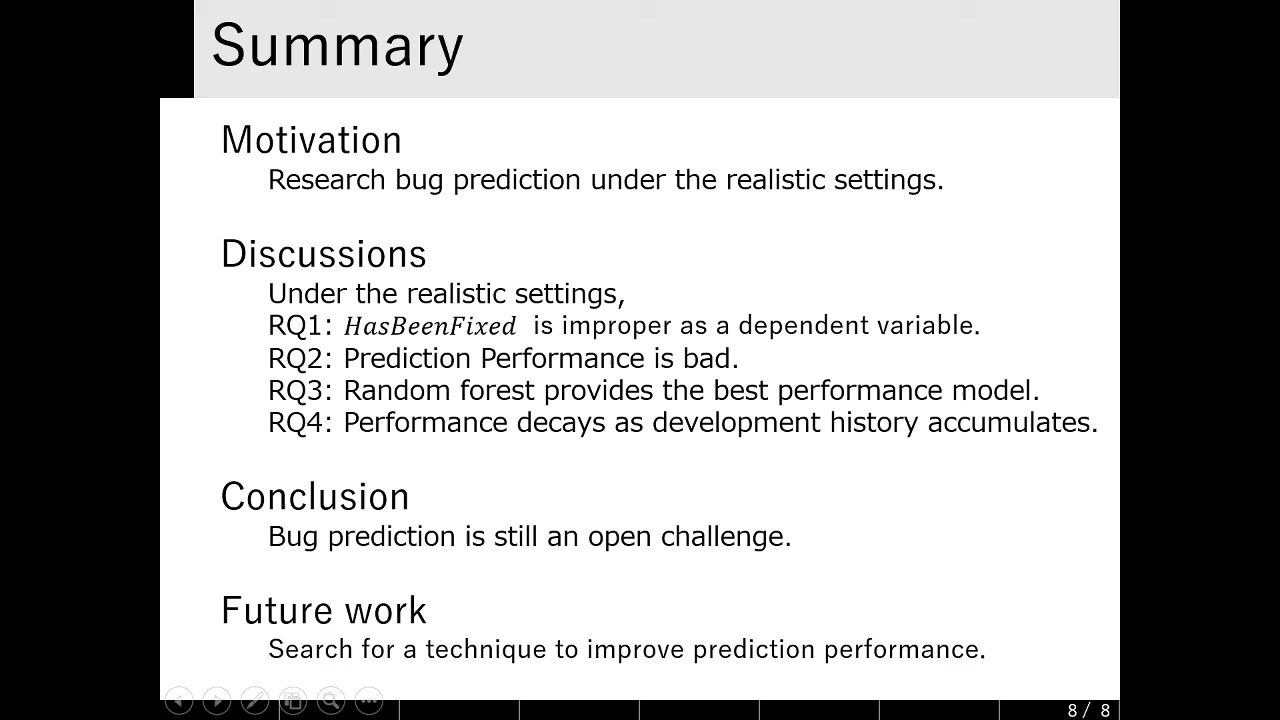 Summary
Motivation
Research bug prediction under the realistic settings.
Discussions
Under the realistic settings,
RQ1: HasBeenFixed is improper as a dependent variable.
RQ2: Prediction Performance is bad.
RQ3: Random forest provides the best performance model.
RQ4: Performance decays as development history accumulates.
Conclusion
Bug prediction is still an open challenge.
Future work
Search for a technique to improve prediction performance.
8 / 8